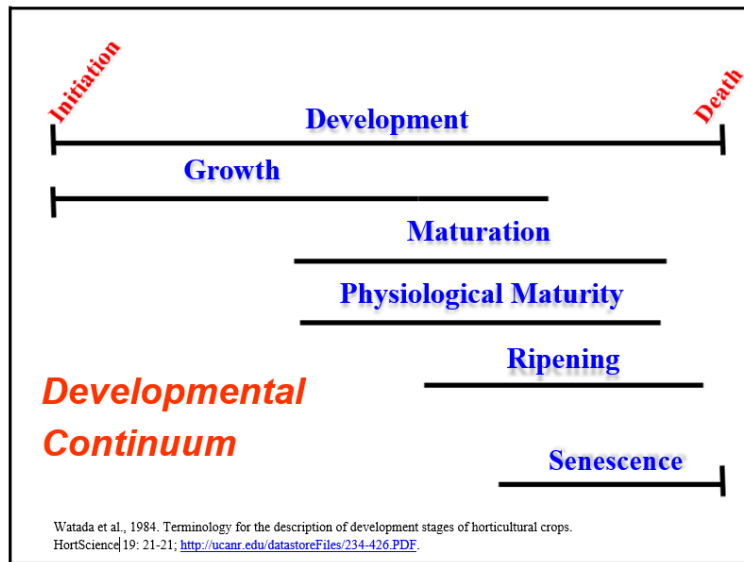 Initiation
Death
Development
Growth
Maturation
Physiological Maturity
Ripening
Developmental
Continuum
Senescence
Watada et al., 1984. Terminology for the description of development stages of horticultural crops.
HortScience 19: 21-21; http://ucanr.edu/datastoreFiles/234-426.PDF.